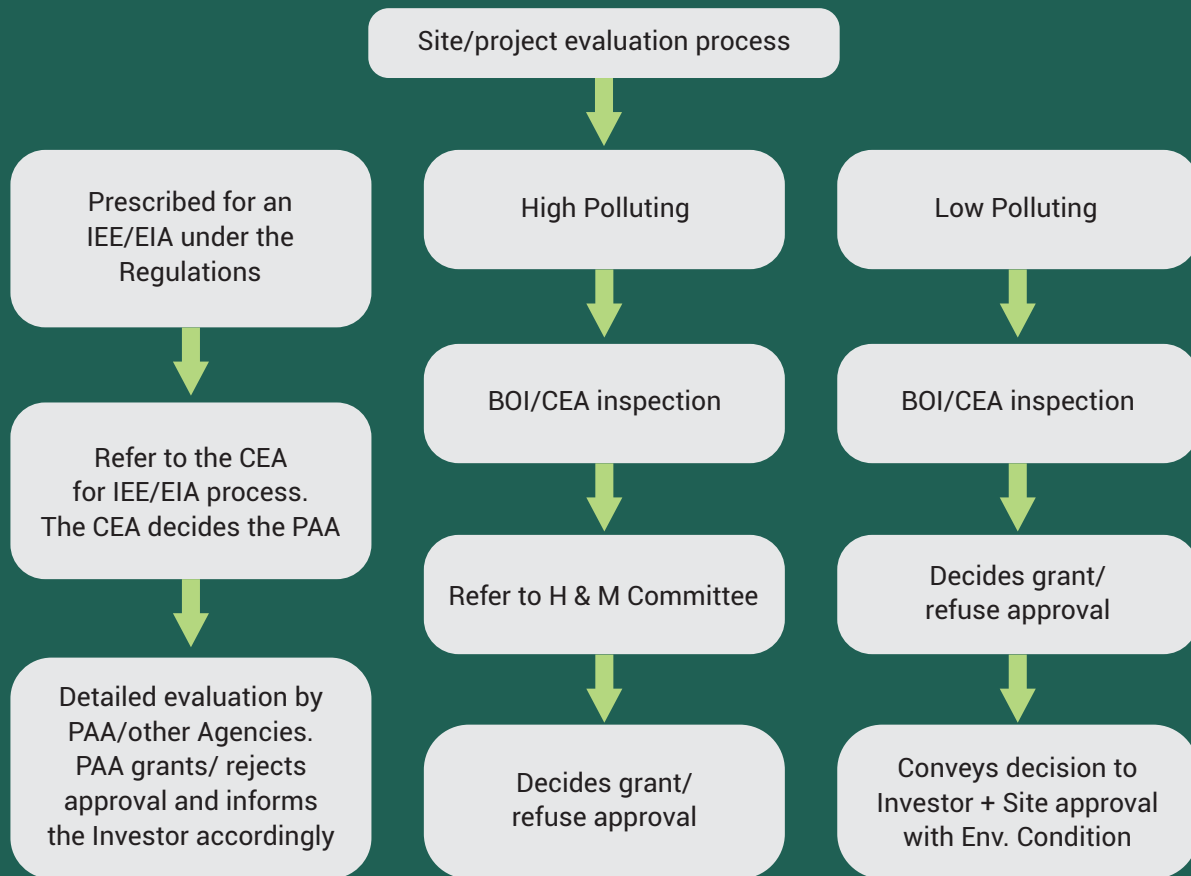 Site/project evaluation process
Prescribed for an
IEE/EIA under the
Regulations
Refer to the CEA
for IEE/EIA process.
The CEA decides the PAA
Detailed evaluation by
PAA/other Agencies.
PAA grants/ rejects
approval and informs
the Investor accordingly
High Polluting
BOI/CEA inspection
Refer to H & M Committee
Decides grant/
refuse approval
Low Polluting
BOI/CEA inspection
Decides grant/
refuse approval
Conveys decision to
Investor + Site approval
with Env. Condition